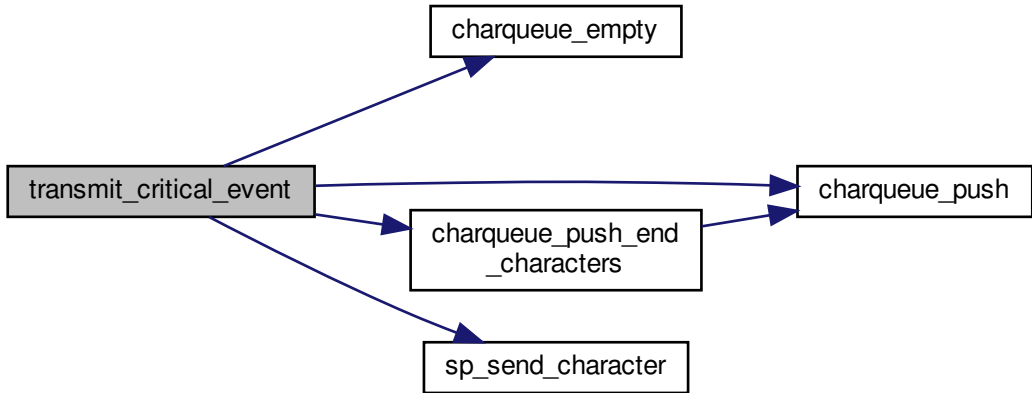 charqueue_empty
transmit_critical_event
charqueue_push
charqueue_push_end
_characters
sp_send_character